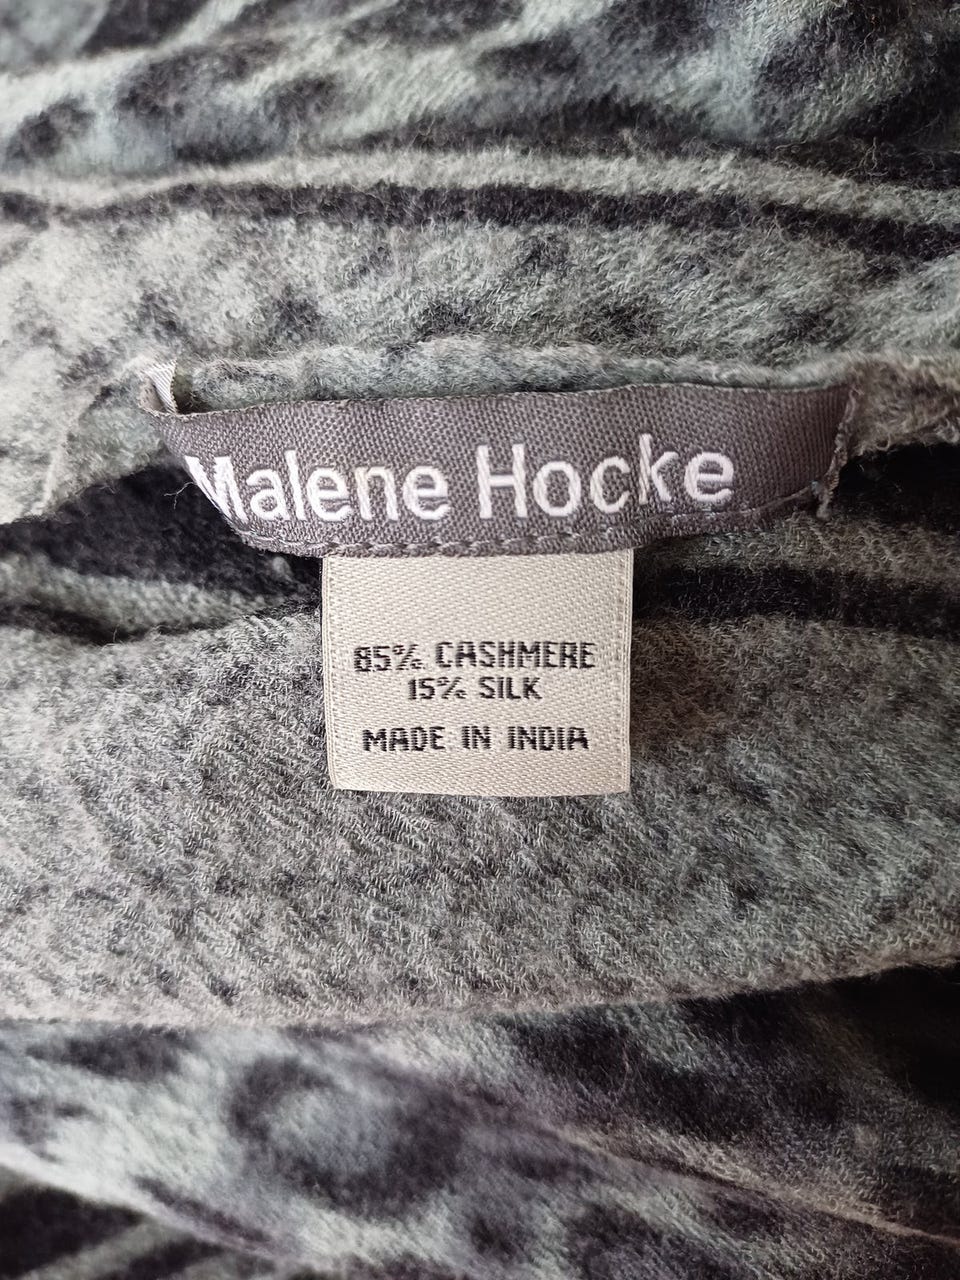 Malene Hocke
85% CASHMERE
15% SILK
MADE IN INDIA